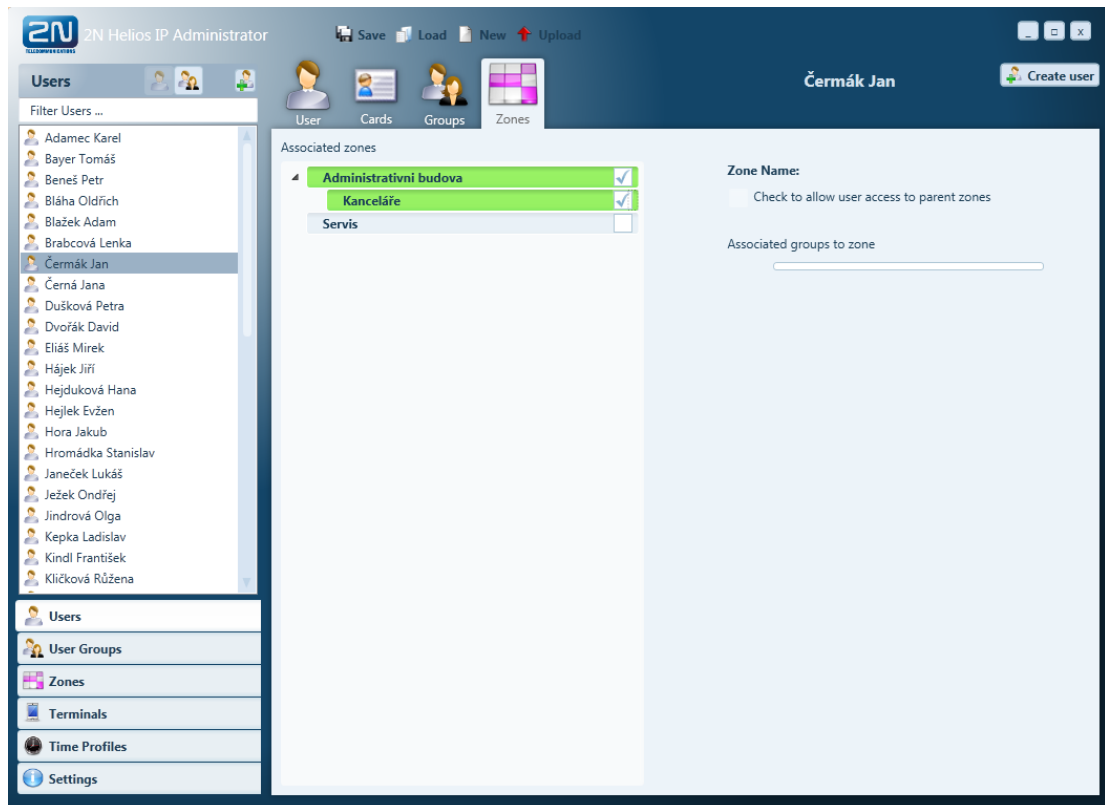 2N
TELECOMMUNICATIONS
2N Helios IP Administrator
Save Load New Upload
_ x
Users
Filter Users ...
Adamec Karel
Bayer Tomáš
Beneš Petr
Bláha Oldřich
Blažek Adam
Brabcová Lenka
Čermák Jan
Černá Jana
Dušková Petra
Dvořák David
Eliáš Mirek
Hájek Jiří
Hejduková Hana
Hejlek Evžen
Hora Jakub
Hromádka Stanislav
Janeček Lukáš
Ježek Ondřej
Jindrová Olga
Kepka Ladislav
Kindl František
Kličková Růžena
Users
User Groups
Zones
Terminals
Time Profiles
Settings
User Cards Groups Zones
Čermák Jan
Create user
Associated zones
Administrativni budova
Kanceláře
Servis
Zone Name:
Check to allow user access to parent zones
Associated groups to zone